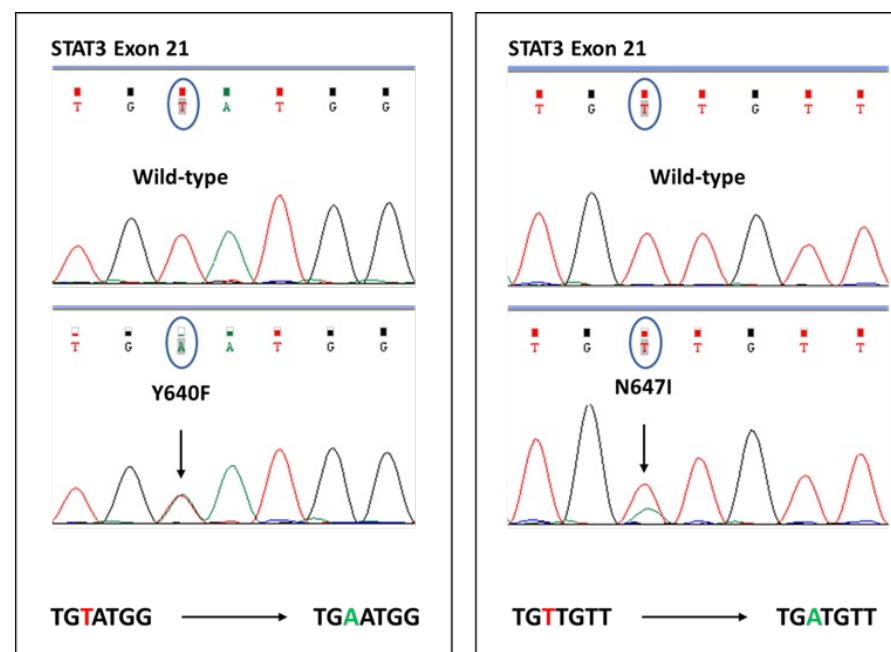 STAT3 Exon 21
T G T A T G G
Wild-type
T G A A T G G
Y640F
TGTATGG TGAATGG
STAT3 Exon 21
T G T T G T T
Wild-type
T G T T G T T
N647I
TGTTGTT TGATGTT